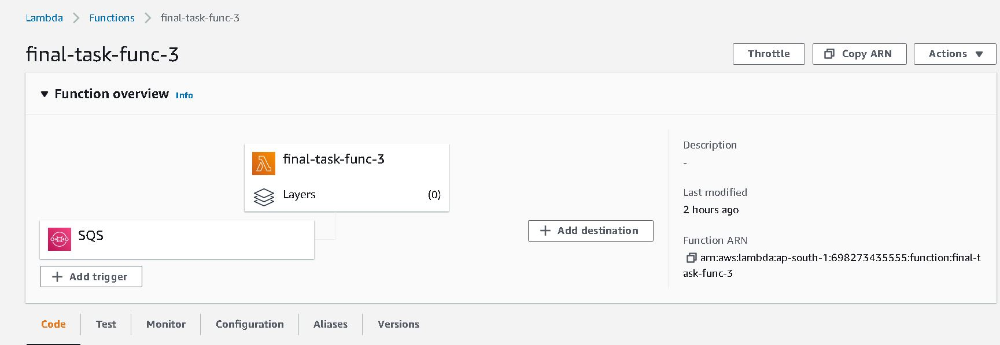 Lambda > Functions > final-task-func-3
final-task-func-3
Throttle
Copy ARN
Actions
Function overview Info
final-task-func-3
Layers (0)
SQS
+ Add trigger
+ Add destination
Description
-
Last modified
2 hours ago
Function ARN
arn:aws:lambda:ap-south-1:698273435555:function:final-t
ask-func-3
Code
Test
Monitor
Configuration
Aliases
Versions